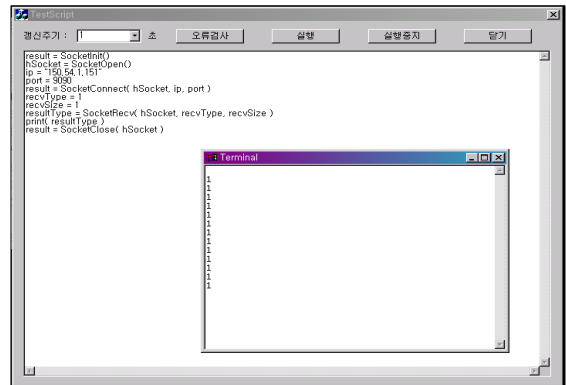 TestScript
갱신주기 : 1 초 오류검사 실행 실행중지 닫기
result = SocketInit()
hSocket = SocketOpen()
ip = "150,54,1,151"
port = 9090
result = SocketConnect( hSocket, ip, port )
recvType = 1
recvSize = 1
resultType = SocketRecv( hSocket, recvType, recvSize )
print( resultType )
result = SocketClose( hSocket )
Terminal
1
1
1
1
1
1
1
1
1
1
1
1
1